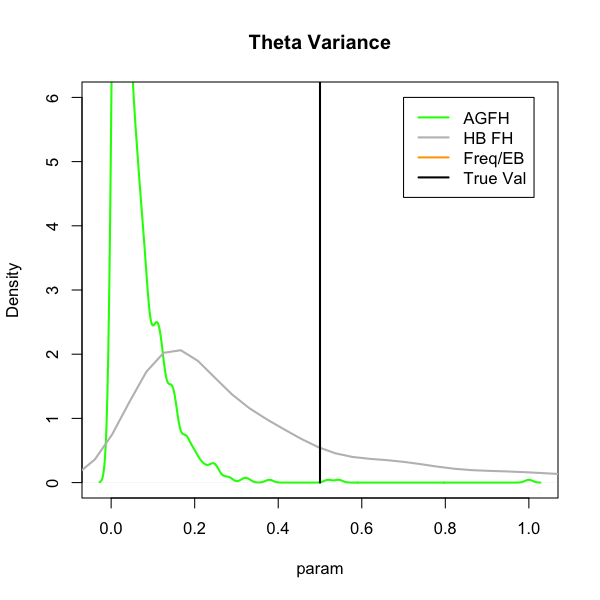 Theta Variance
AGFH
HB FH
Freq/EB
True Val
Density
6
5
4
3
2
1
0
0.0 0.2 0.4 0.6 0.8 1.0
param